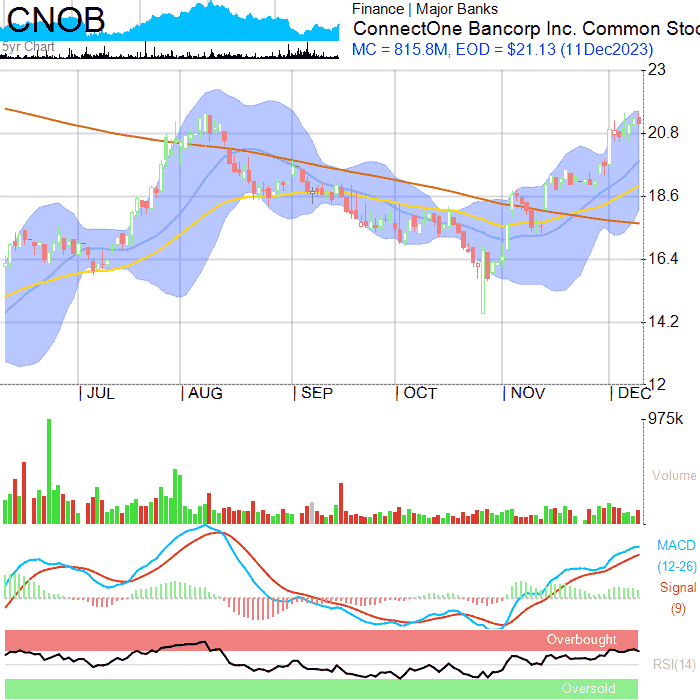 CNOB
5yr Chart
Finance | Major Banks
ConnectOne Bancorp Inc. Common Stoc
MC = 815.8M, EOD = $21.13 (11Dec2023)
23
20.8
18.6
16.4
14.2
12
JUL AUG SEP OCT NOV DEC
975k
Volume
MACD
(12-26)
Signal
(9)
Overbought
RSI(14)
Oversold